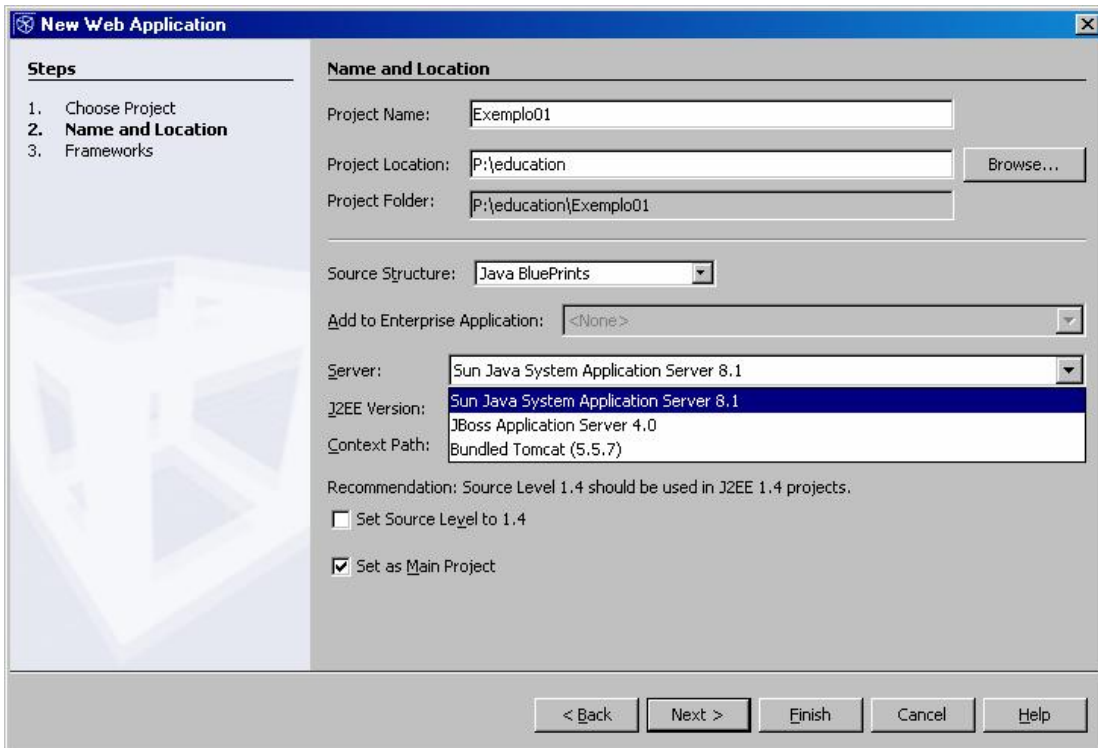 New Web Application
Steps
1. Choose Project
2. Name and Location
3. Frameworks
Name and Location
Project Name: Exemplo01
Project Location: P:\education Browse...
Project Folder: P:\education\Exemplo01
Source Structure: Java BluePrints
Add to Enterprise Application: <None>
Server: Sun Java System Application Server 8.1
J2EE Version: Sun Java System Application Server 8.1
JBoss Application Server 4.0
Context Path: Bundled Tomcat (5.5.7)
Recommendation: Source Level 1.4 should be used in J2EE 1.4 projects.
Set Source Level to 1.4
Set as Main Project
< Back Next > Finish Cancel Help